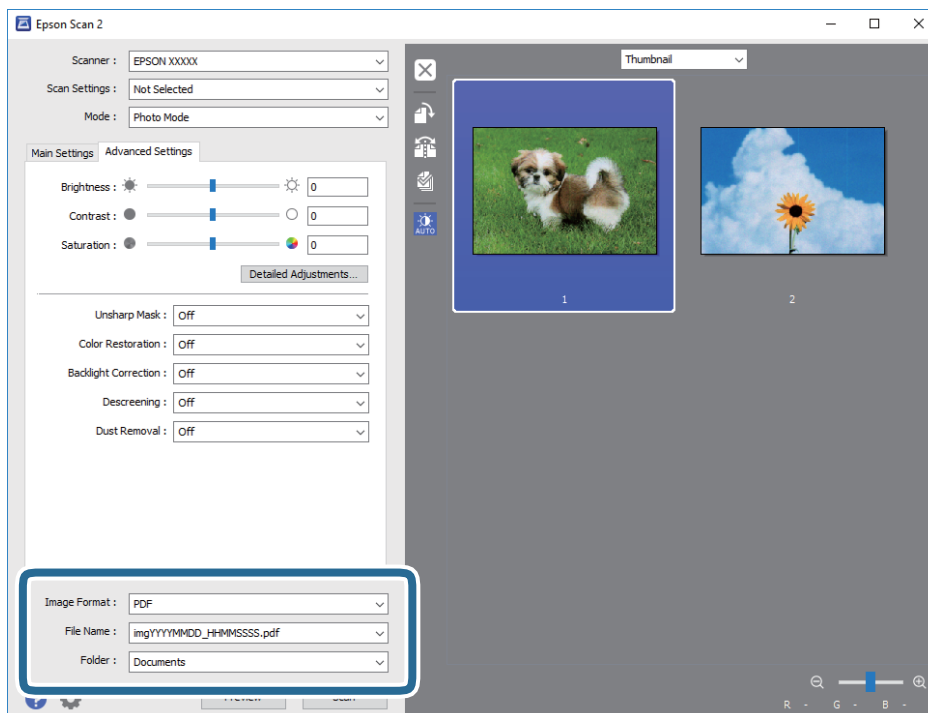 Epson Scan 2
Scanner : EPSON XXXXX
Scan Settings : Not Selected
Mode : Photo Mode
Main Settings Advanced Settings
Brightness : 0
Contrast : 0
Saturation : 0
Detailed Adjustments...
Unsharp Mask : Off
Color Restoration : Off
Backlight Correction : Off
Descreening : Off
Dust Removal : Off
Image Format : PDF
File Name : imgYYYYMMDD_HHMMSSSS.pdf
Folder : Documents
Thumbnail
AUTO
1
2
R - G - B -